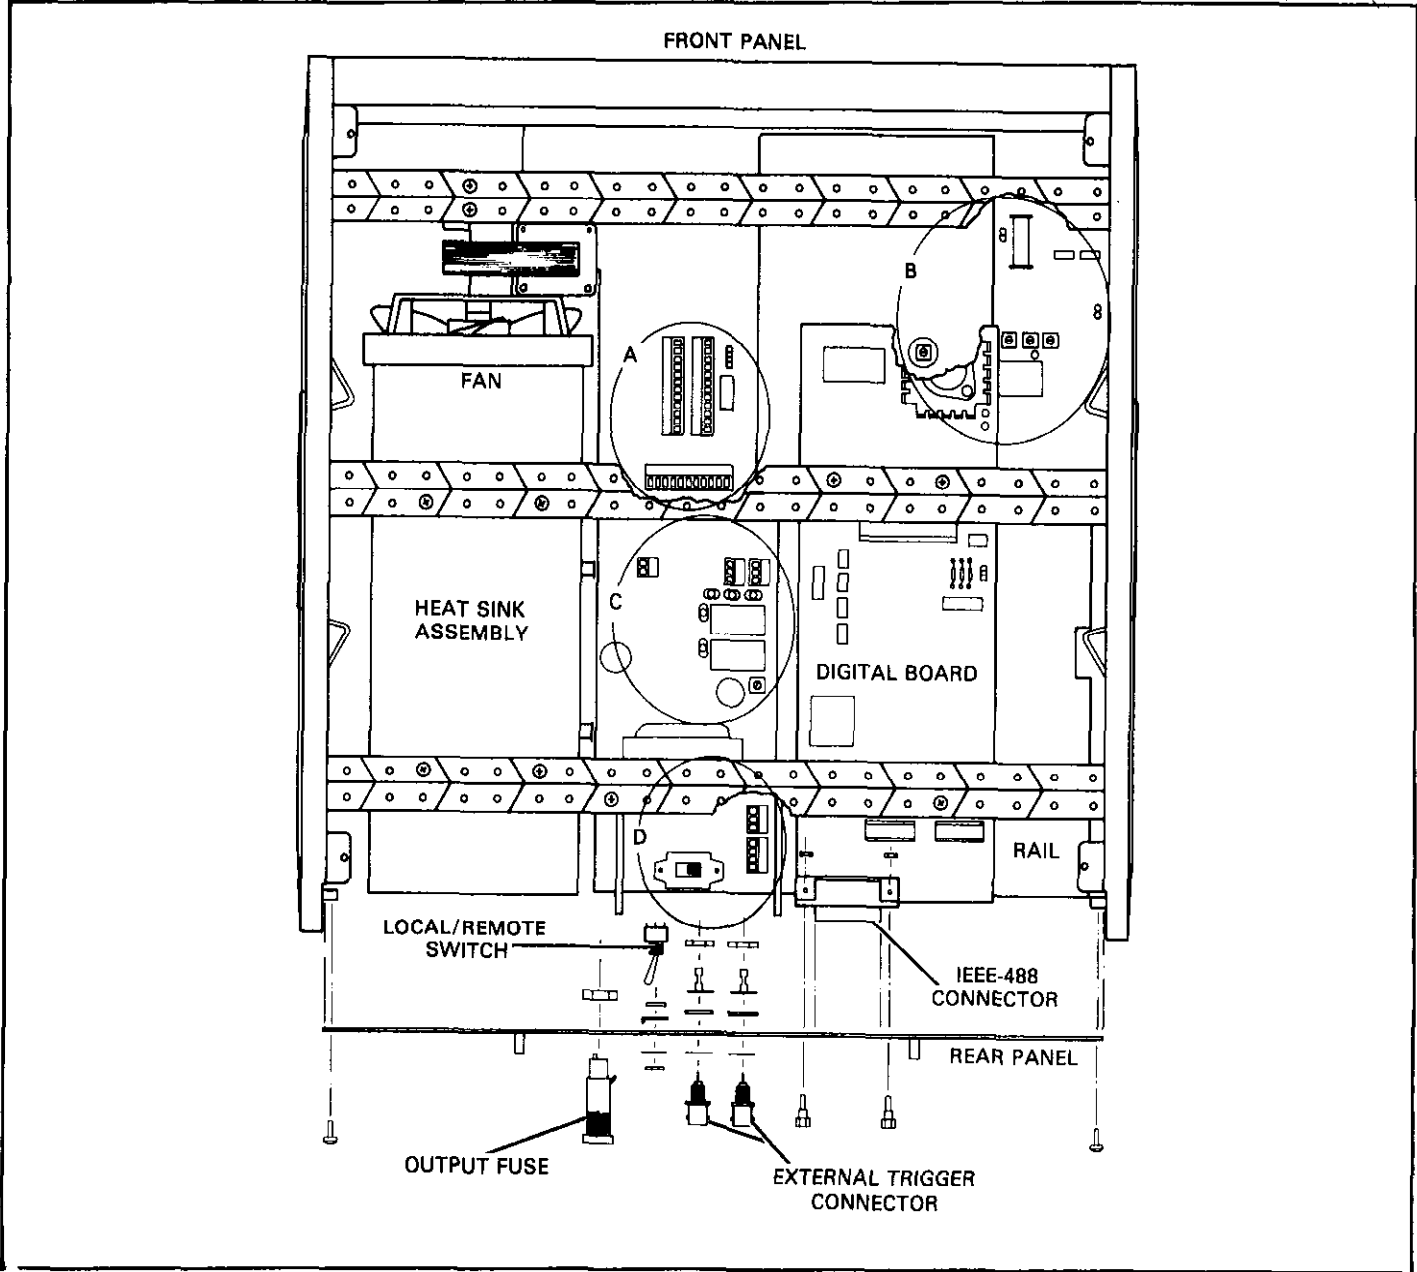 FRONT PANEL
B
A
FAN
C
HEAT SINK
ASSEMBLY
DIGITAL BOARD
D
RAIL
LOCAL/REMOTE
SWITCH
IEEE-488
CONNECTOR
REAR PANEL
OUTPUT FUSE
EXTERNAL TRIGGER
CONNECTOR